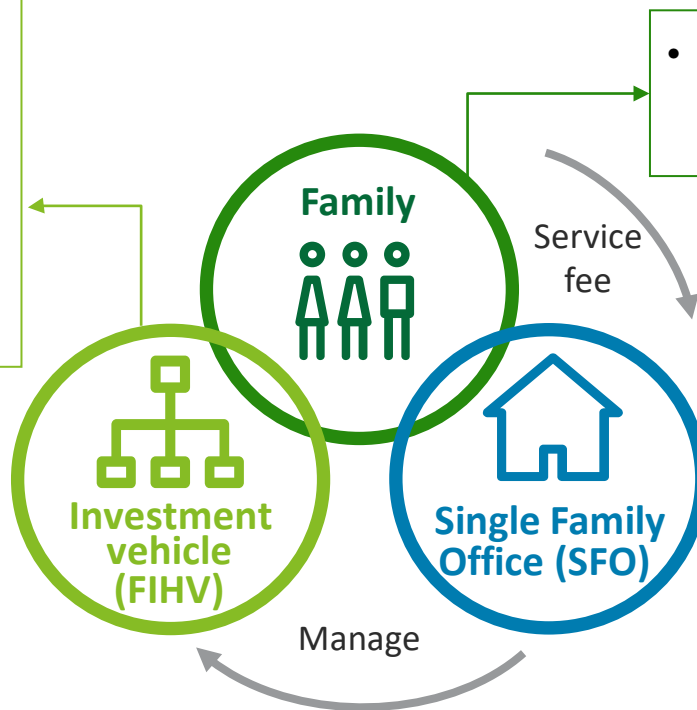 •
Family
Service
fee
Investment
vehicle
(FIHV)
Single Family
Office (SFO)
Manage